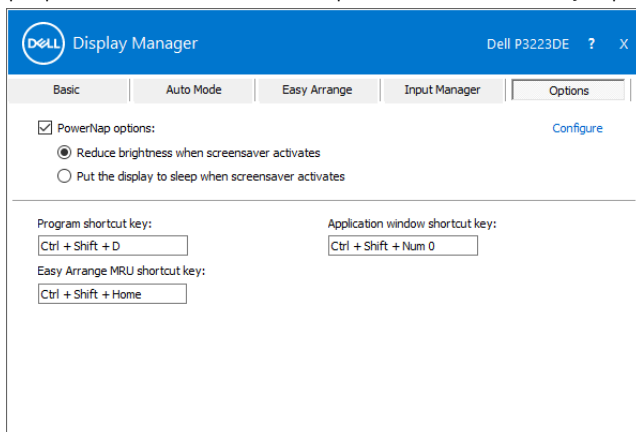 DELL Display Manager
Dell P3223DE ? X
Basic
Auto Mode
Easy Arrange
Input Manager
Options
PowerNap options:
Configure
Reduce brightness when screensaver activates
Put the display to sleep when screensaver activates
Program shortcut key:
Application window shortcut key:
Ctrl + Shift + D
Ctrl + Shift + Num 0
Easy Arrange MRU shortcut key:
Ctrl + Shift + Home